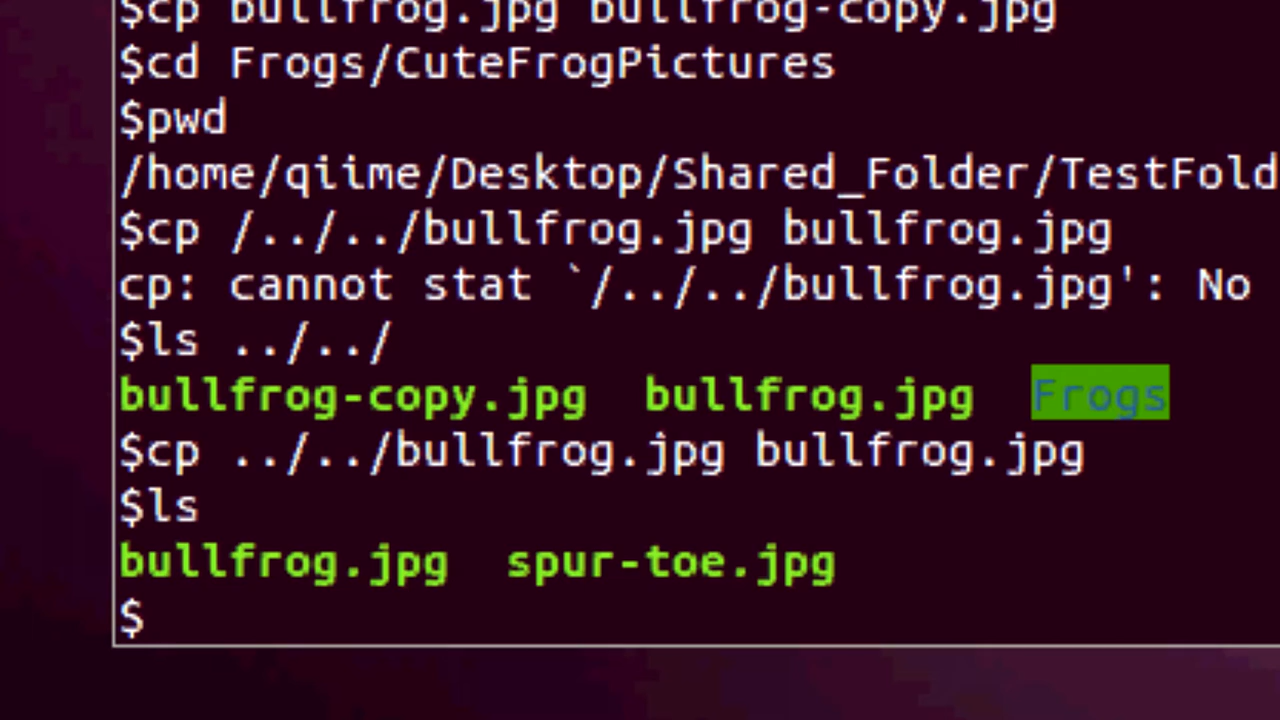 $cp bullfrog.jpg bullfrog-copy.jpg
$cd Frogs/CuteFrogPictures
$pwd
/home/qiime/Desktop/Shared_Folder/TestFold
$cp /../../bullfrog.jpg bullfrog.jpg
cp: cannot stat `/../../bullfrog.jpg': No
$ls ../../
bullfrog-copy.jpg  bullfrog.jpg  Frogs
$cp ../../bullfrog.jpg bullfrog.jpg
$ls
bullfrog.jpg  spur-toe.jpg
$